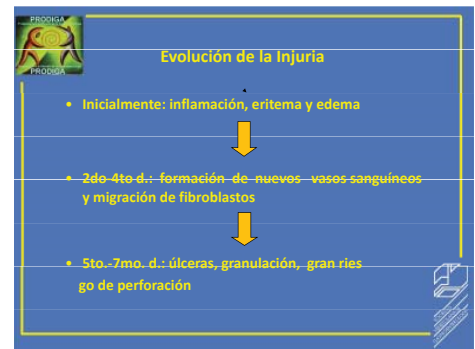 PRODIGA
PRODIGA
Evolución de la Injuria
• Inicialmente: inflamación, eritema y edema
• 2do-4to d.: formación de nuevos vasos sanguíneos
y migración de fibroblastos
• 5to.-7mo. d.: úlceras, granulación, gran ries
go de perforación